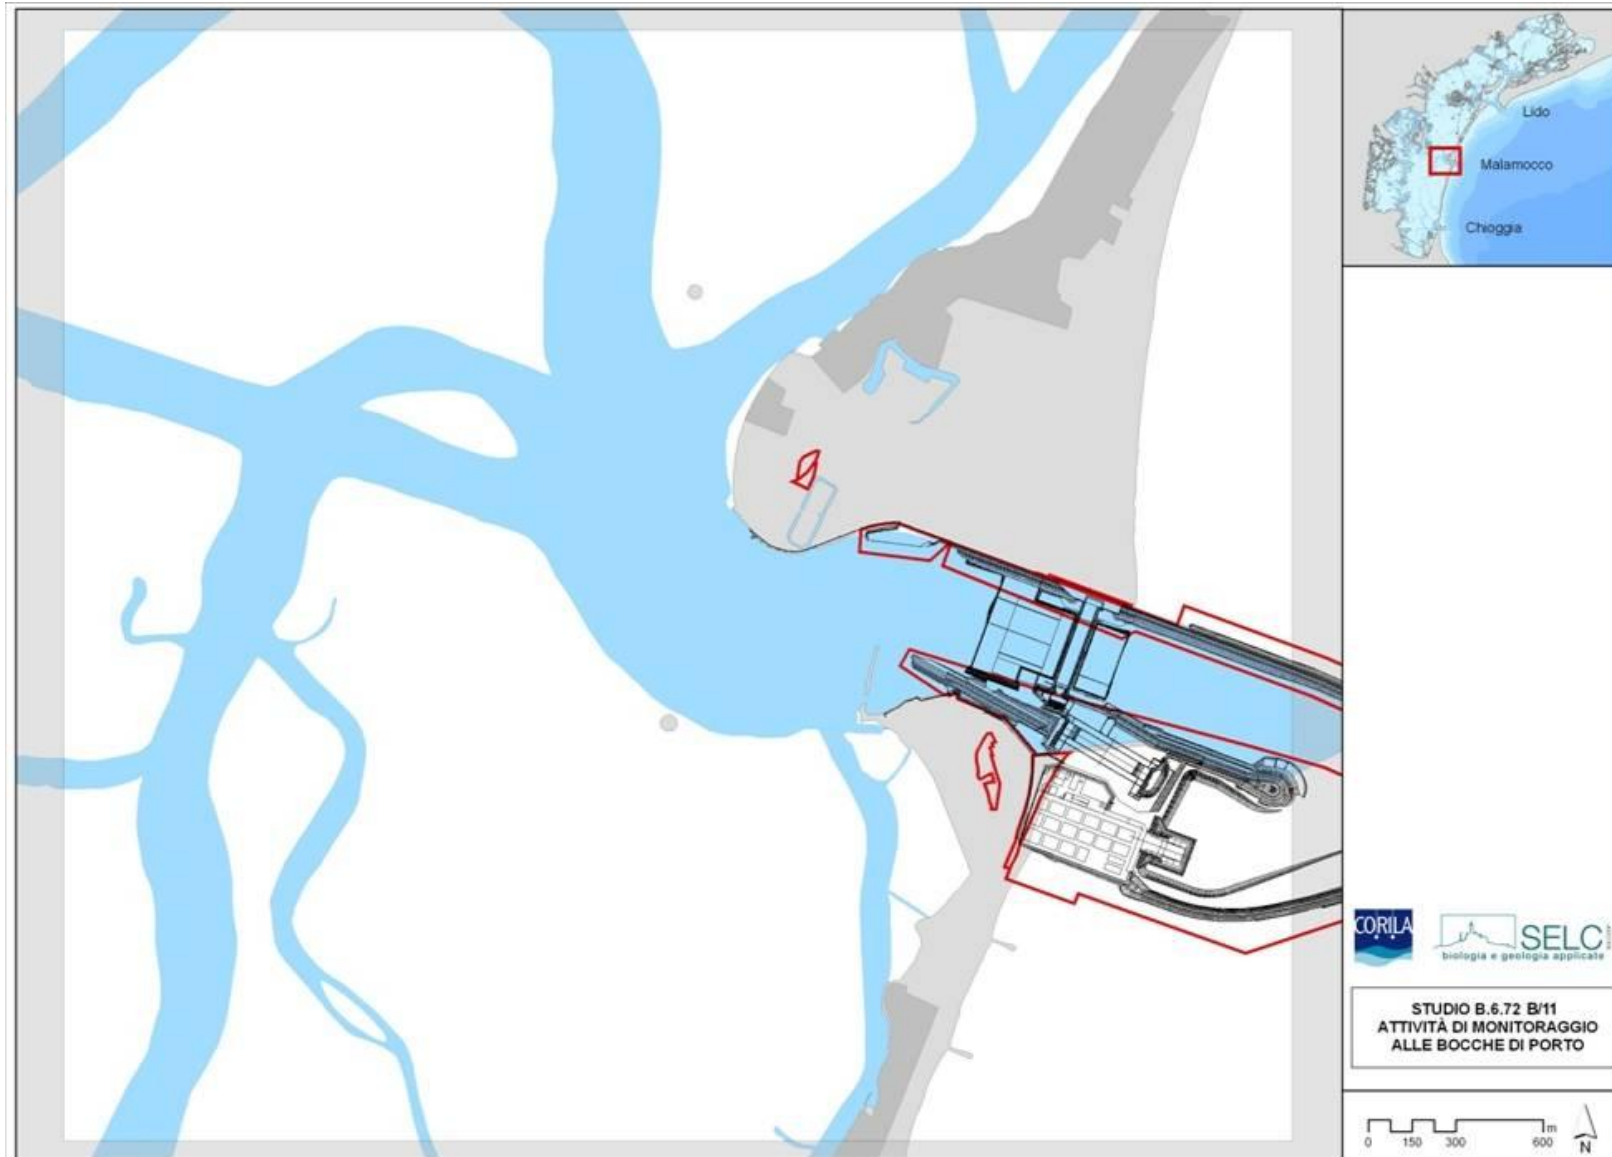 Lido
Malamocco
Chioggia
CORILA
SELC
biologia e geologia applicate
STUDIO B.6.72 B/11
ATTIVITÀ DI MONITORAGGIO
ALLE BOCCHE DI PORTO
0 150 300 600 m
N